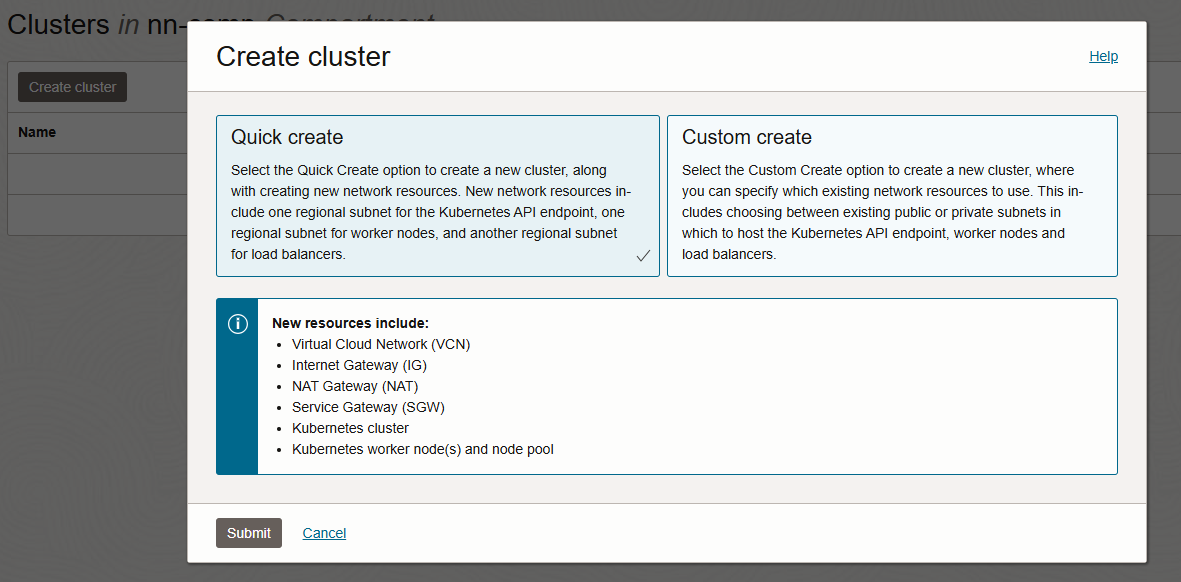 Clusters in nn-comp Compartment
Create cluster
Name
Create cluster
Help
Quick create
Select the Quick Create option to create a new cluster, along
with creating new network resources. New network resources in-
clude one regional subnet for the Kubernetes API endpoint, one
regional subnet for worker nodes, and another regional subnet
for load balancers.
Custom create
Select the Custom Create option to create a new cluster, where
you can specify which existing network resources to use. This in-
cludes choosing between existing public or private subnets in
which to host the Kubernetes API endpoint, worker nodes and
load balancers.
New resources include:
• Virtual Cloud Network (VCN)
• Internet Gateway (IG)
• NAT Gateway (NAT)
• Service Gateway (SGW)
• Kubernetes cluster
• Kubernetes worker node(s) and node pool
Submit
Cancel